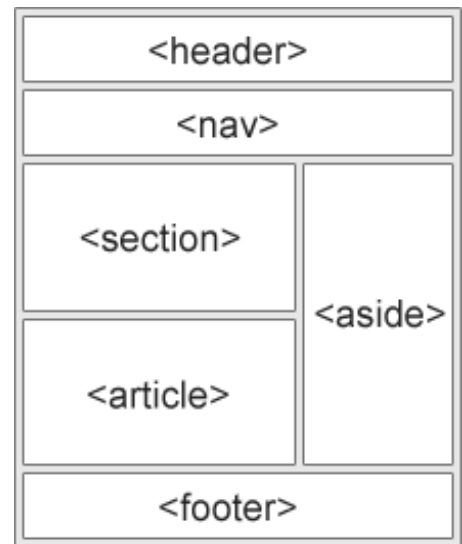 <header>
<nav>
<section>
<article>
<aside>
<footer>